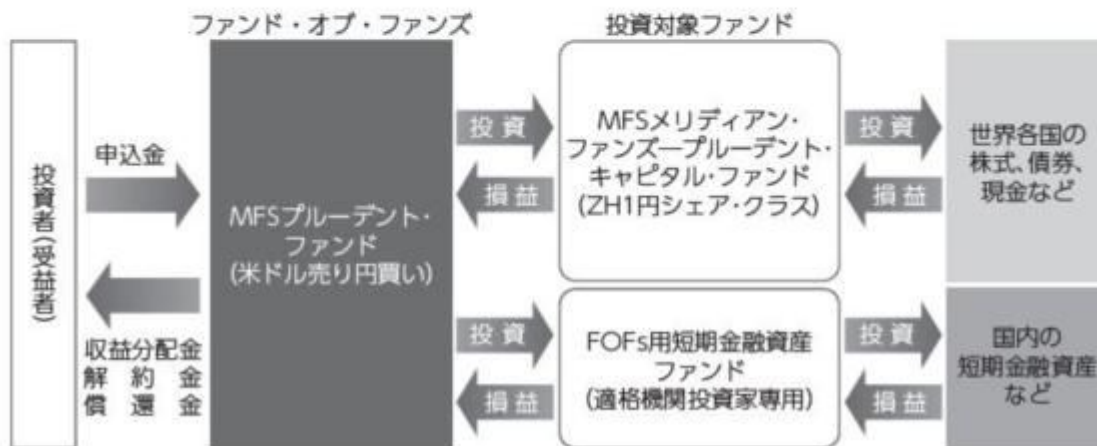 ファンド・オブ・ファンズ
投資対象ファンド
投資者(受益者)
申込金
収益分配金
解約金
償還金
MFSプルーデント・
ファンド
(米ドル売り円買い)
投資
損益
MFSメリディアン・
ファンズ―プルーデント・
キャピタル・ファンド
(ZH1円シェア・クラス)
投資
損益
世界各国の
株式、債券、
現金など
投資
損益
FOFs用短期金融資産
ファンド
(適格機関投資家専用)
投資
損益
国内の
短期金融資産
など